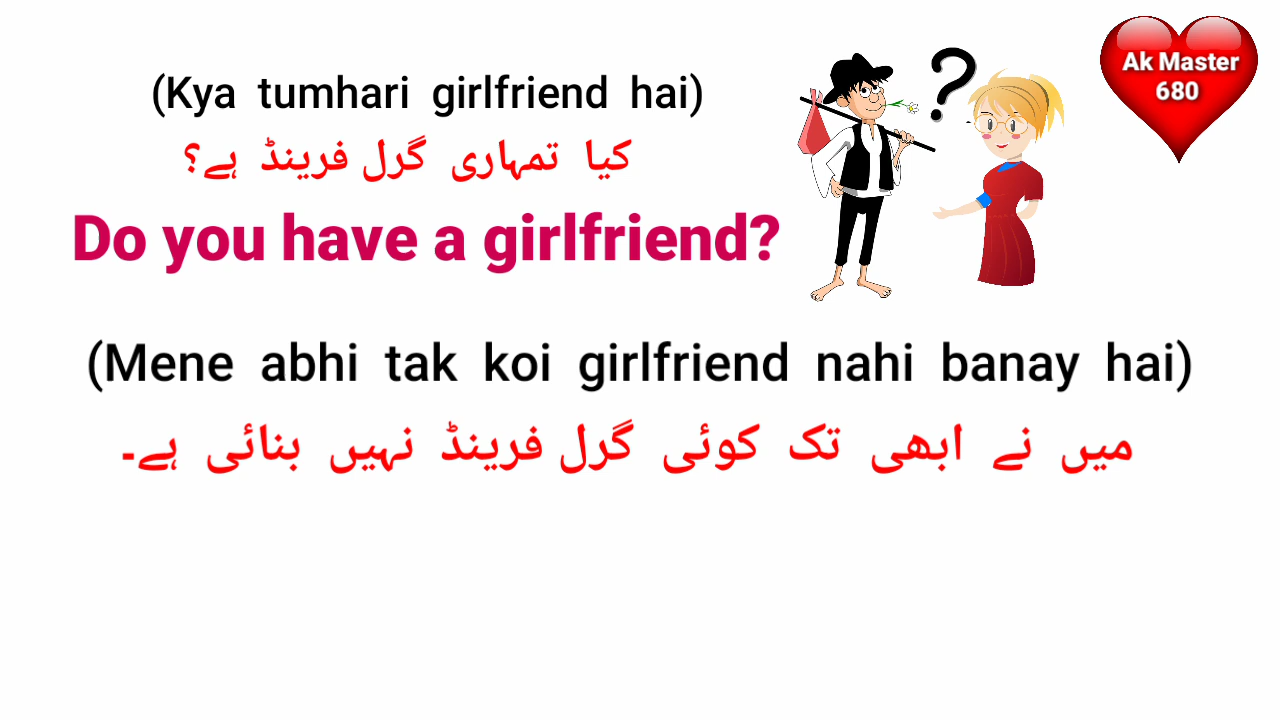 (Kya tumhari girlfriend hai)
کیا تمہاری گرل فرینڈ ہے؟
Do you have a girlfriend?
?
Ak Master
680
(Mene abhi tak koi girlfriend nahi banay hai)
میں نے ابھی تک کوئی گرل فرینڈ نہیں بنائی ہے۔